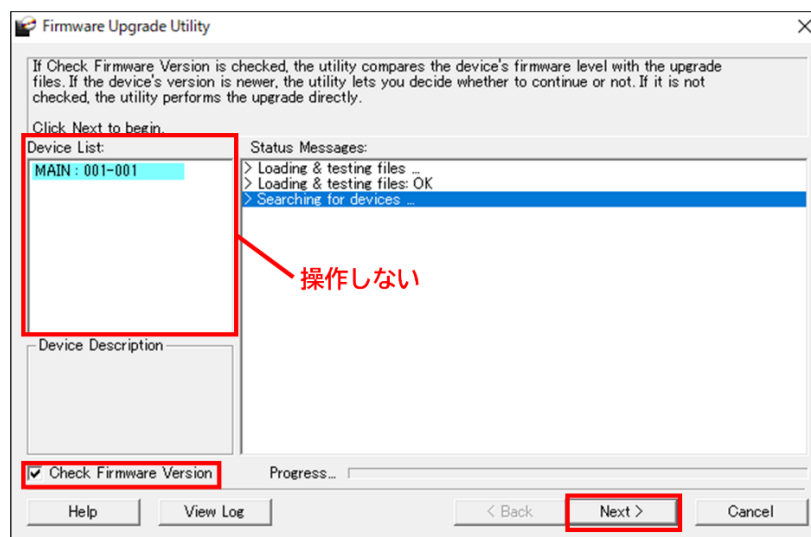 Firmware Upgrade Utility
If Check Firmware Version is checked, the utility compares the device's firmware level with the upgrade
files. If the device's version is newer, the utility lets you decide whether to continue or not. If it is not
checked, the utility performs the upgrade directly.
Click Next to begin.
Device List:
Status Messages:
MAIN : 001-001
> Loading & testing files ...
> Loading & testing files: OK
> Searching for devices ...
操作しない
Device Description
Check Firmware Version
Progress...
Help
View Log
< Back
Next >
Cancel